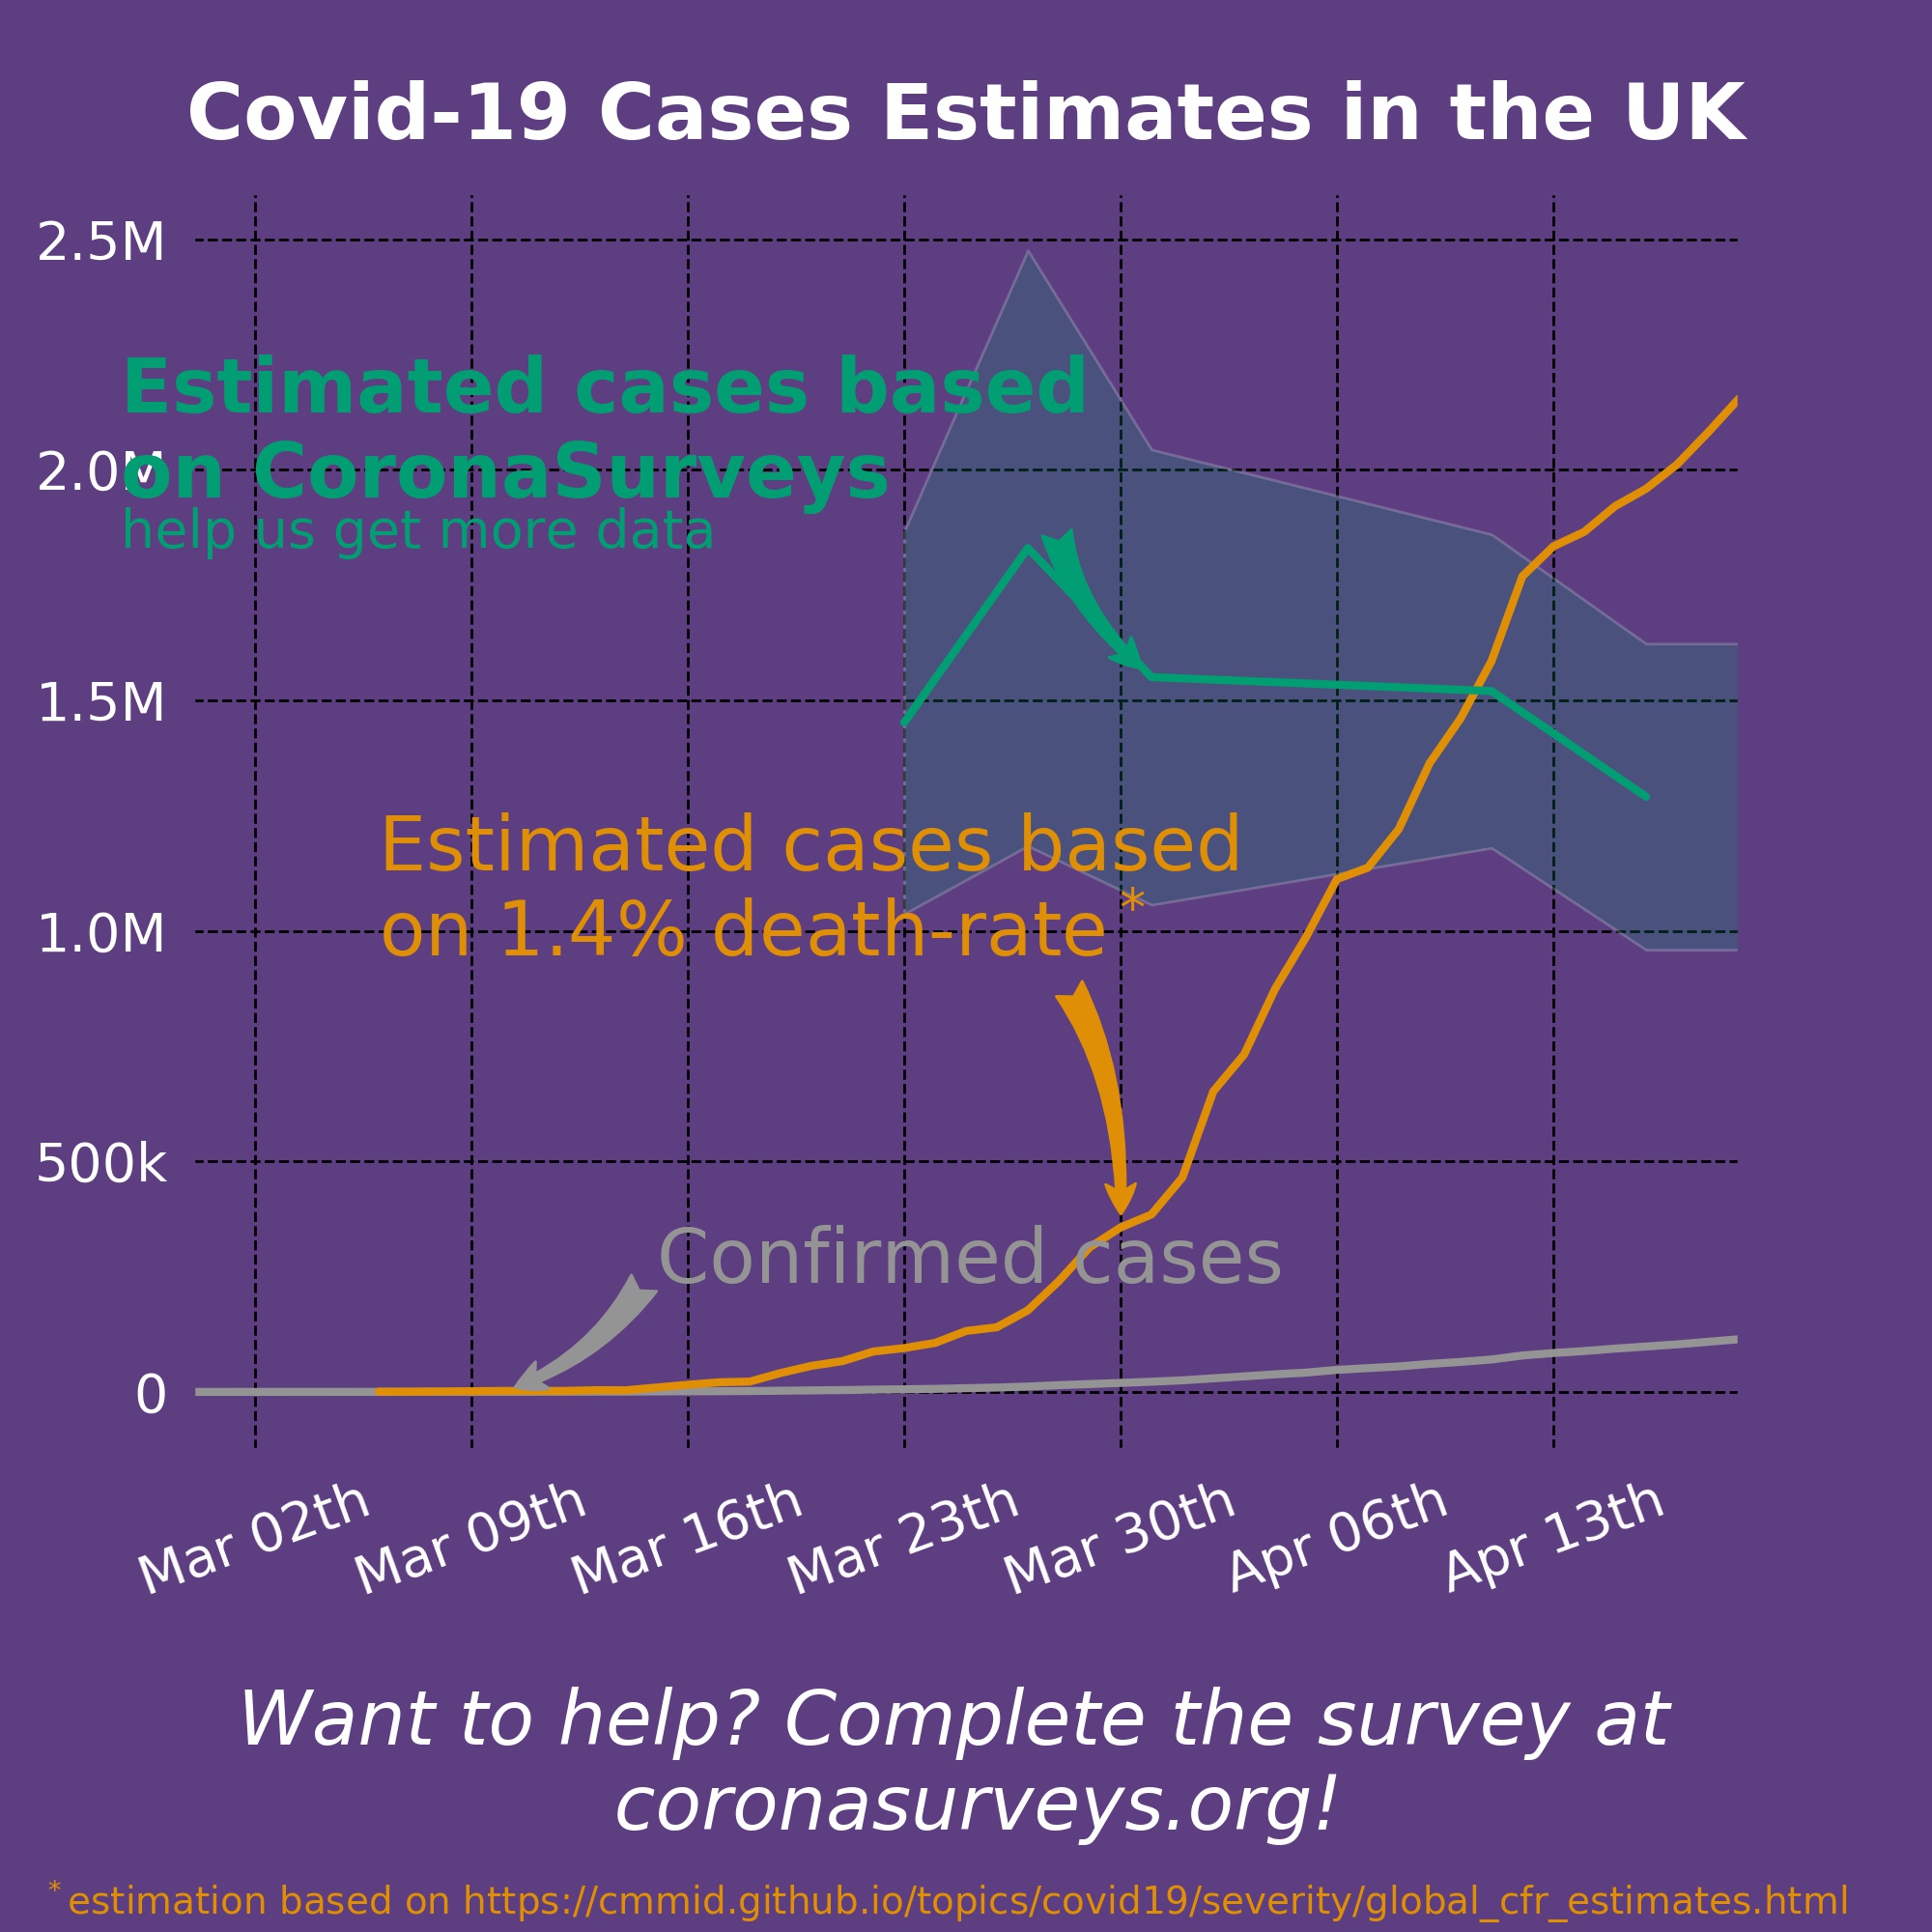 Covid-19 Cases Estimates in the UK
2.5M
Estimated cases based
on CoronaSurveys
help us get more data
2.0M
1.5M
Estimated cases based
on 1.4% death-rate*
1.0M
500k
Confirmed cases
0
Mar 02th
Mar 09th
Mar 16th
Mar 23th
Mar 30th
Apr 06th
Apr 13th
Want to help? Complete the survey at
coronasurveys.org!
*estimation based on https://cmmid.github.io/topics/covid19/severity/global_cfr_estimates.html